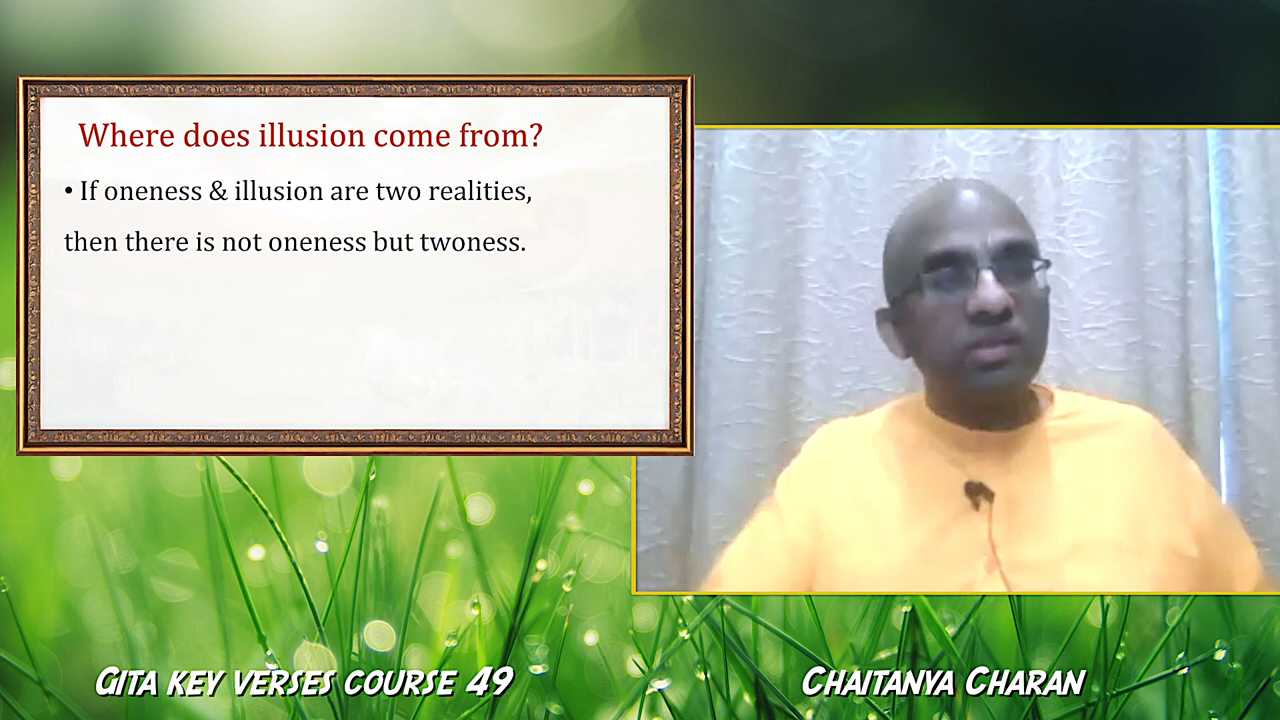 Where does illusion come from?
• If oneness & illusion are two realities,
then there is not oneness but twoness.
GITA KEY VERSES COURSE 49
CHAITANYA CHARAN